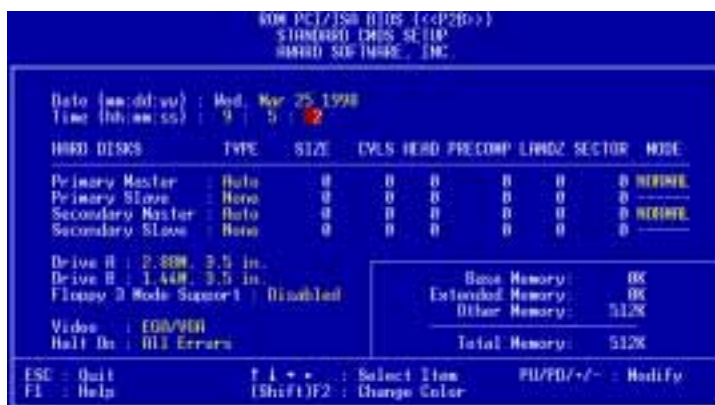 ROM PCI/ISA BIOS (<<P2B>>)
STANDARD CMOS SETUP
AWARD SOFTWARE, INC.
Date (mm:dd:yy) : Wed, Mar 25 1998
Time (hh:mm:ss) : 9 : 5 :
HARD DISKS TYPE SIZE CYLS HEAD PRECOMP LANDZ SECTOR MODE
Primary Master : Auto 0 0 0 0 0 0 NORMAL
Primary Slave : None 0 0 0 0 0 0 ------
Secondary Master : Auto 0 0 0 0 0 0 NORMAL
Secondary Slave : None 0 0 0 0 0 0 ------
Drive A : 2.88M, 3.5 in.
Drive B : 1.44M, 3.5 in.
Floppy 3 Mode Support : Disabled
Video : EGA/VGA
Halt On : All Errors
Base Memory: 0K
Extended Memory: 0K
Other Memory: 512K
Total Memory: 512K
ESC : Quit ↑ ↓ → ← : Select Item PU/PD/+/- : Modify
F1 : Help (Shift)F2 : Change Color